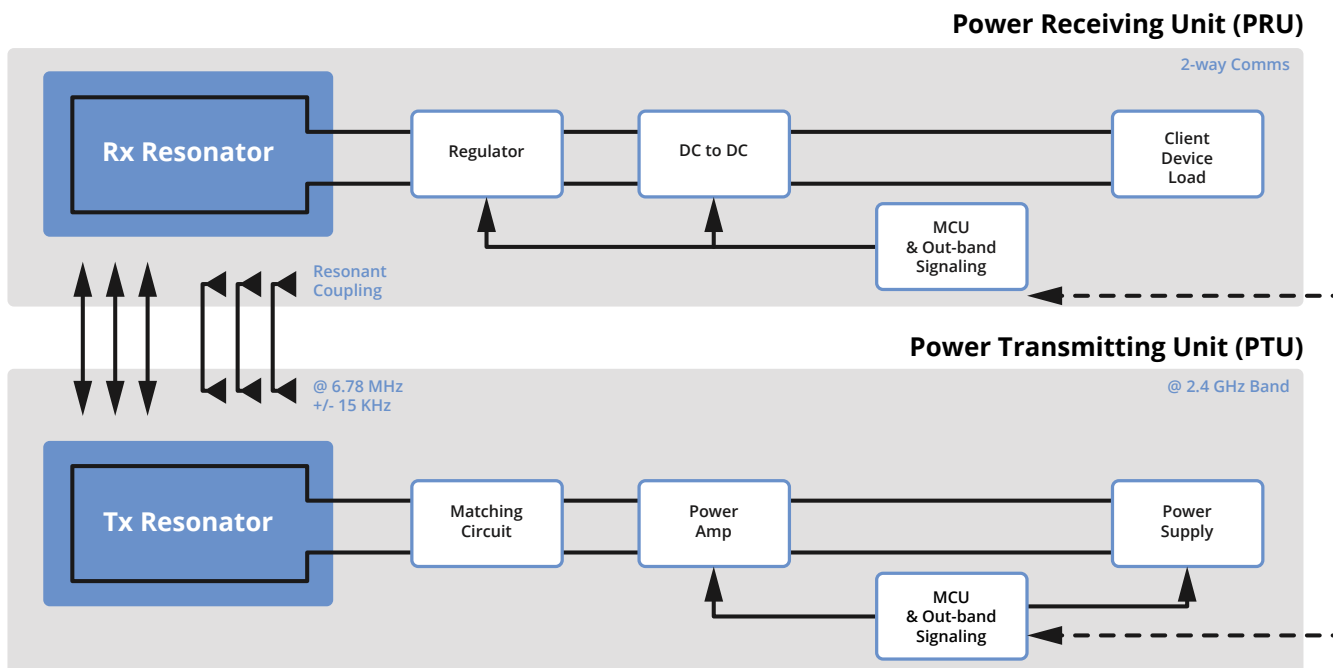 Power Receiving Unit (PRU)
2-way Comms
Rx Resonator
Regulator
DC to DC
Client
Device
Load
MCU
& Out-band
Signaling
Resonant
Coupling
Power Transmitting Unit (PTU)
@ 6.78 MHz
+/- 15 KHz
@ 2.4 GHz Band
Tx Resonator
Matching
Circuit
Power
Amp
Power
Supply
MCU
& Out-band
Signaling